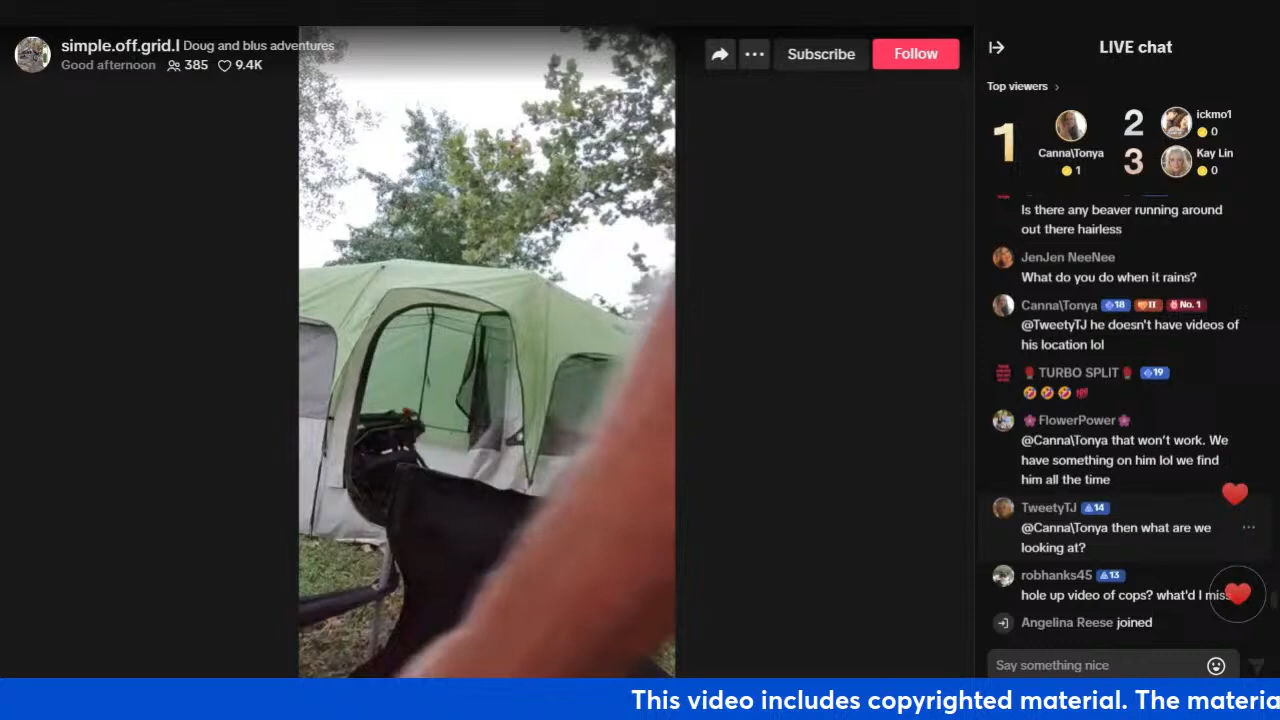 simple.off.grid.l Doug and blus adventures
Good afternoon 385 9.4K
Subscribe
Follow
LIVE chat
Top viewers >
1
Canna\Tonya
1
2
ickmo1
0
3
Kay Lin
0
Is there any beaver running around
out there hairless
JenJen NeeNee
What do you do when it rains?
Canna\Tonya 18 II No. 1
@TweetyTJ he doesn't have videos of
his location lol
TURBO SPLIT 19
FlowerPower
@Canna\Tonya that won't work. We
have something on him lol we find
him all the time
TweetyTJ 14
@Canna\Tonya then what are we
looking at?
robhanks45 13
hole up video of cops? what'd I miss
Angelina Reese joined
Say something nice
This video includes copyrighted material. The materia